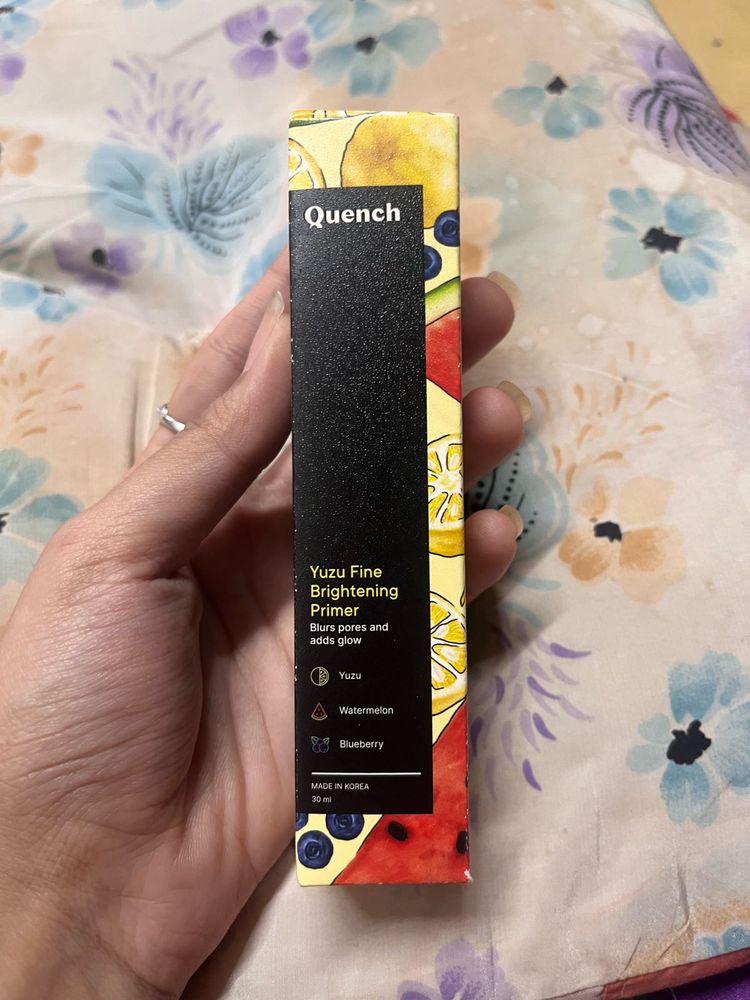 Quench
Yuzu Fine
Brightening
Primer
Blurs pores and
adds glow
Yuzu
Watermelon
Blueberry
MADE IN KOREA
30 ml